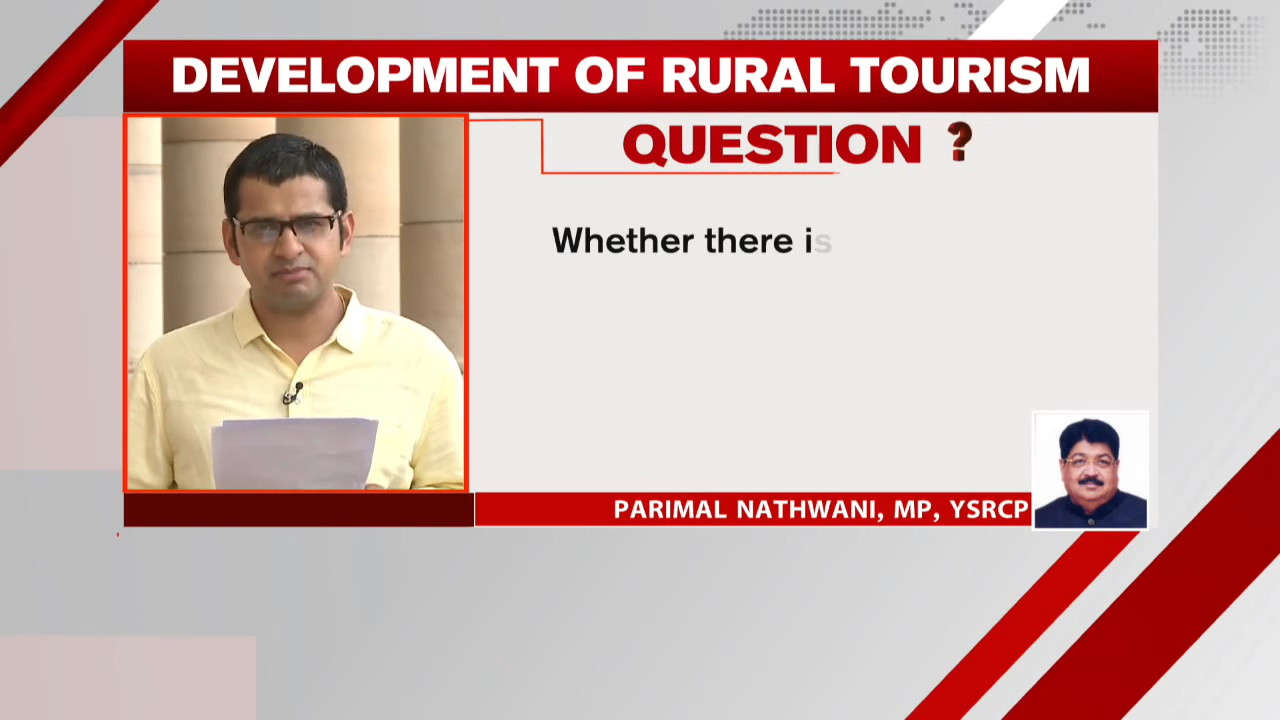 DEVELOPMENT OF RURAL TOURISM
QUESTION ?
Whether there is
PARIMAL NATHWANI, MP, YSRCP